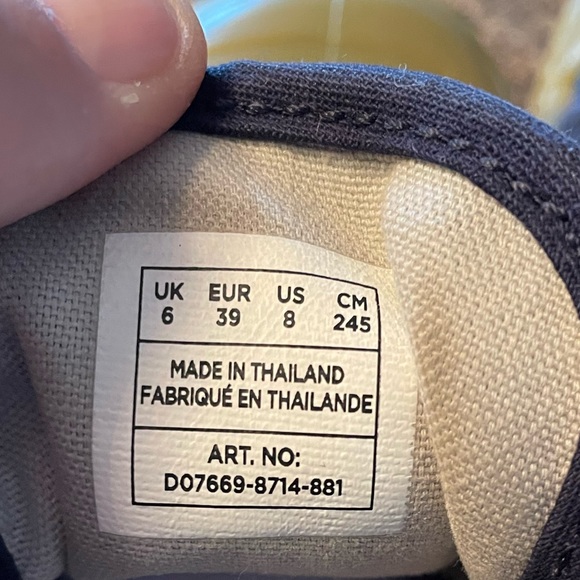 UK EUR US CM
6 39 8 245
MADE IN THAILAND
FABRIQUÉ EN THAILANDE
ART. NO:
D07669-8714-881